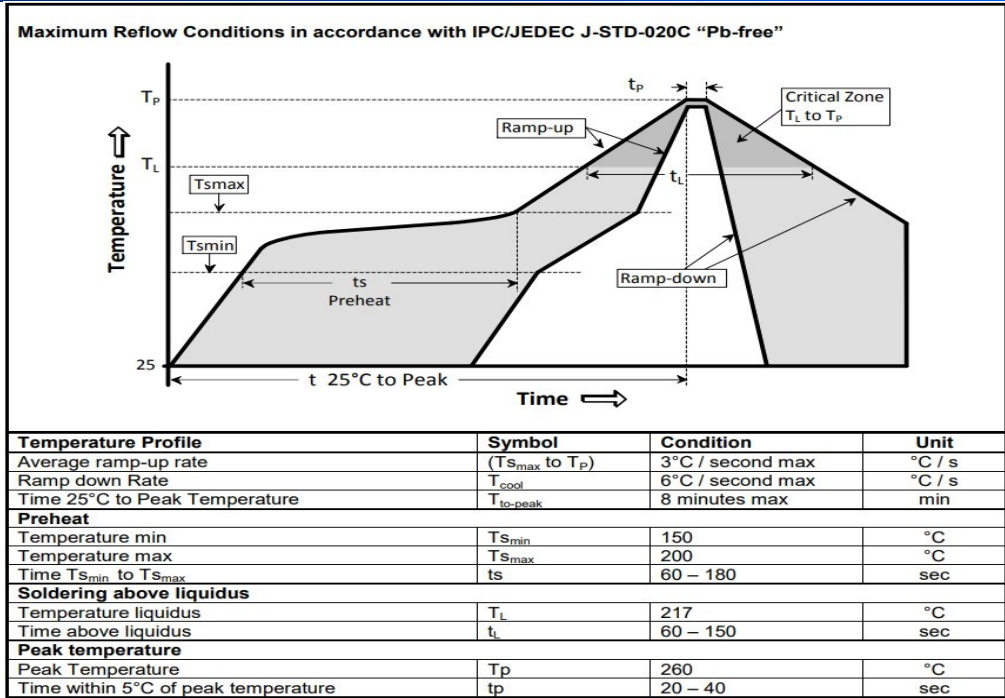 Maximum Reflow Conditions in accordance with IPC/JEDEC J-STD-020C “Pb-free”
tP
TP
Critical Zone
TL to TP
Ramp-up
TL
tL
Tsmax
Tsmin
ts
Preheat
Ramp-down
Temperature
25
t 25°C to Peak
Time
Temperature Profile Symbol Condition Unit
Average ramp-up rate (Tsmax to TP) 3°C / second max °C / s
Ramp down Rate Tcool 6°C / second max °C / s
Time 25°C to Peak Temperature Tto-peak 8 minutes max min
Preheat
Temperature min Tsmin 150 °C
Temperature max Tsmax 200 °C
Time Tsmin to Tsmax ts 60 – 180 sec
Soldering above liquidus
Temperature liquidus TL 217 °C
Time above liquidus tL 60 – 150 sec
Peak temperature
Peak Temperature Tp 260 °C
Time within 5°C of peak temperature tp 20 – 40 sec